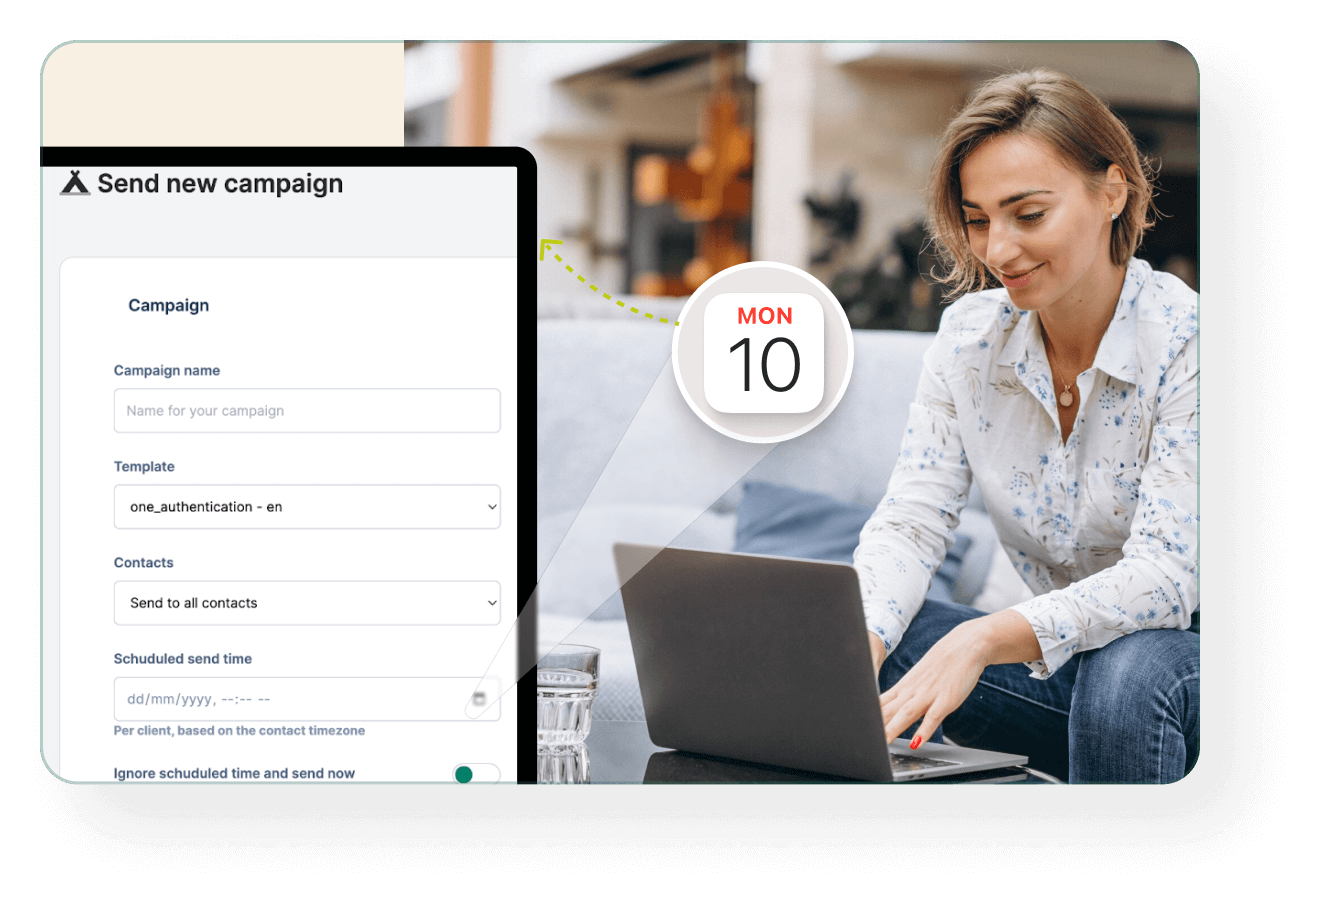 Send new campaign
Campaign
Campaign name
Name for your campaign
Template
one_authentication - en
Contacts
Send to all contacts
Schuduled send time
dd/mm/yyyy, --:-- --
Per client, based on the contact timezone
Ignore schuduled time and send now
MON
10